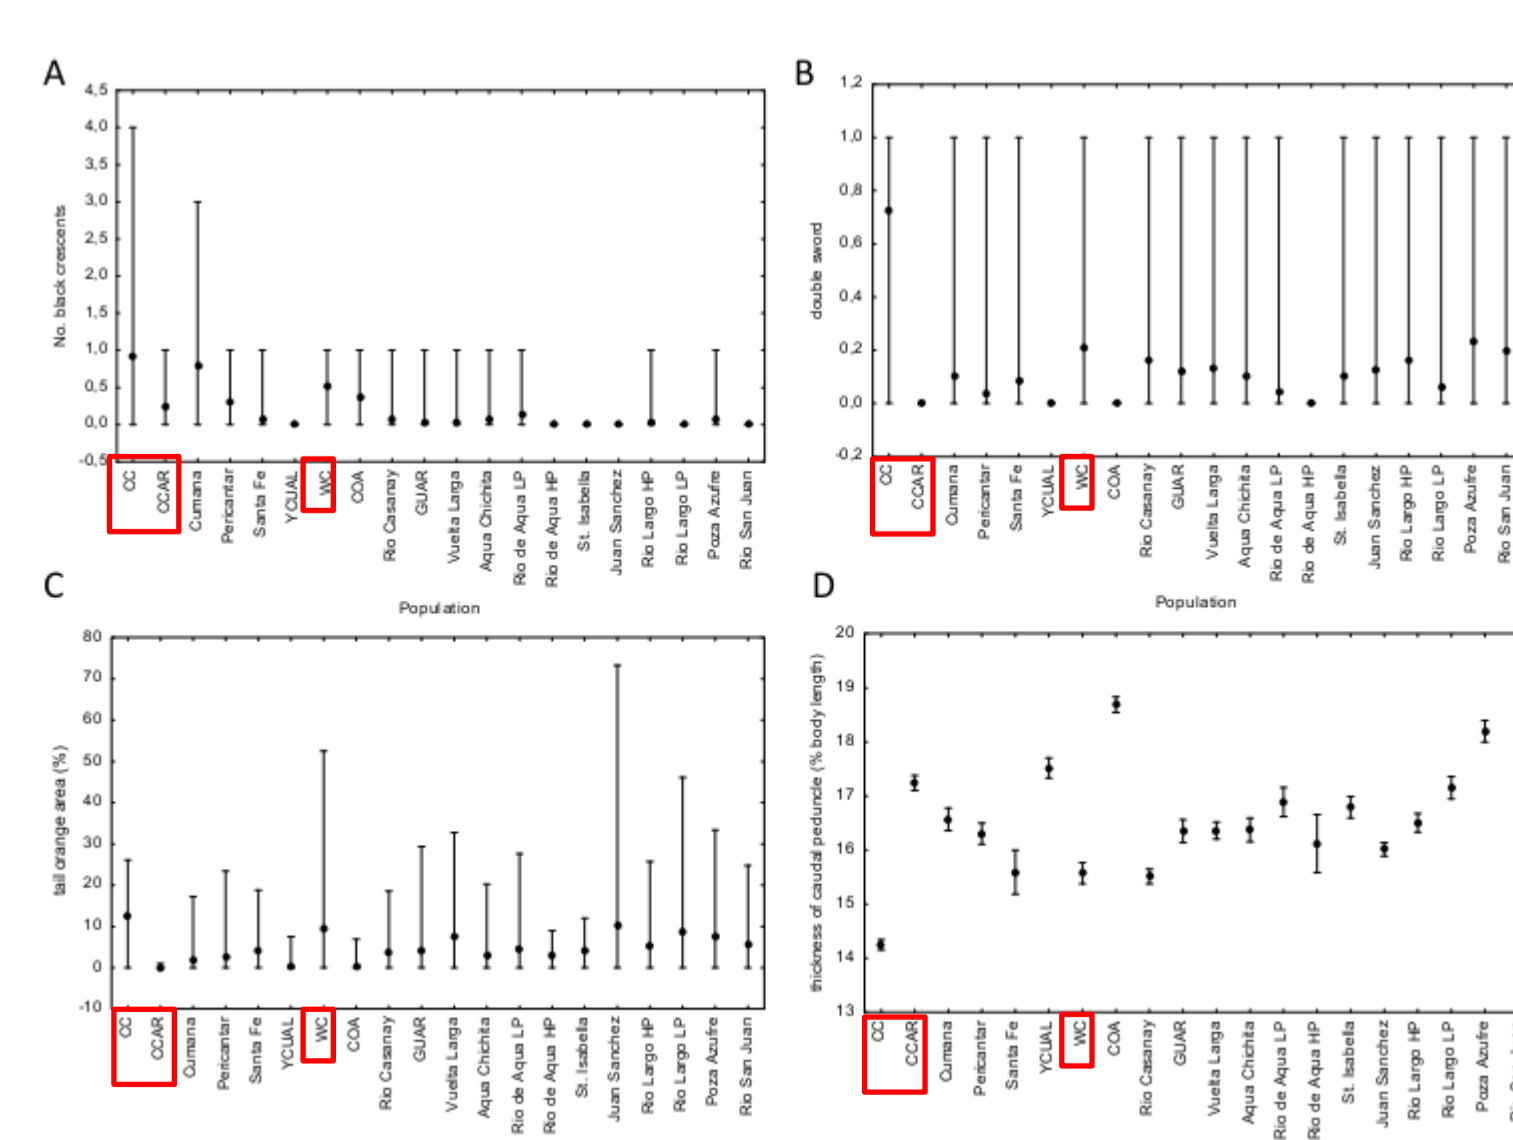 A
4,5
4,0
3,5
3,0
2,5
2,0
1,5
1,0
0,5
0,0
-0,5
No. black crescents
CC
CCAR
Cumana
Pericantar
Santa Fe
YCUAL
WC
COA
Rio Casanay
GUAR
Vuelta Larga
Aqua Chichita
Rio de Aqua LP
Rio de Aqua HP
St. Isabella
Juan Sanchez
Rio Largo HP
Rio Largo LP
Poza Azufre
Rio San Juan
Population
B
1,2
1,0
0,8
0,6
0,4
0,2
0,0
-0,2
double sword
CC
CCAR
Cumana
Pericantar
Santa Fe
YCUAL
WC
COA
Rio Casanay
GUAR
Vuelta Larga
Aqua Chichita
Rio de Aqua LP
Rio de Aqua HP
St. Isabella
Juan Sanchez
Rio Largo HP
Rio Largo LP
Poza Azufre
Rio San Juan
Population
C
80
70
60
50
40
30
20
10
0
-10
tail orange area (%)
CC
CCAR
Cumana
Pericantar
Santa Fe
YCUAL
WC
COA
Rio Casanay
GUAR
Vuelta Larga
Aqua Chichita
Rio de Aqua LP
Rio de Aqua HP
St. Isabella
Juan Sanchez
Rio Largo HP
Rio Largo LP
Poza Azufre
Rio San Juan
D
20
19
18
17
16
15
14
13
thickness of caudal peduncle (% body length)
CC
CCAR
Cumana
Pericantar
Santa Fe
YCUAL
WC
COA
Rio Casanay
GUAR
Vuelta Larga
Aqua Chichita
Rio de Aqua LP
Rio de Aqua HP
St. Isabella
Juan Sanchez
Rio Largo HP
Rio Largo LP
Poza Azufre